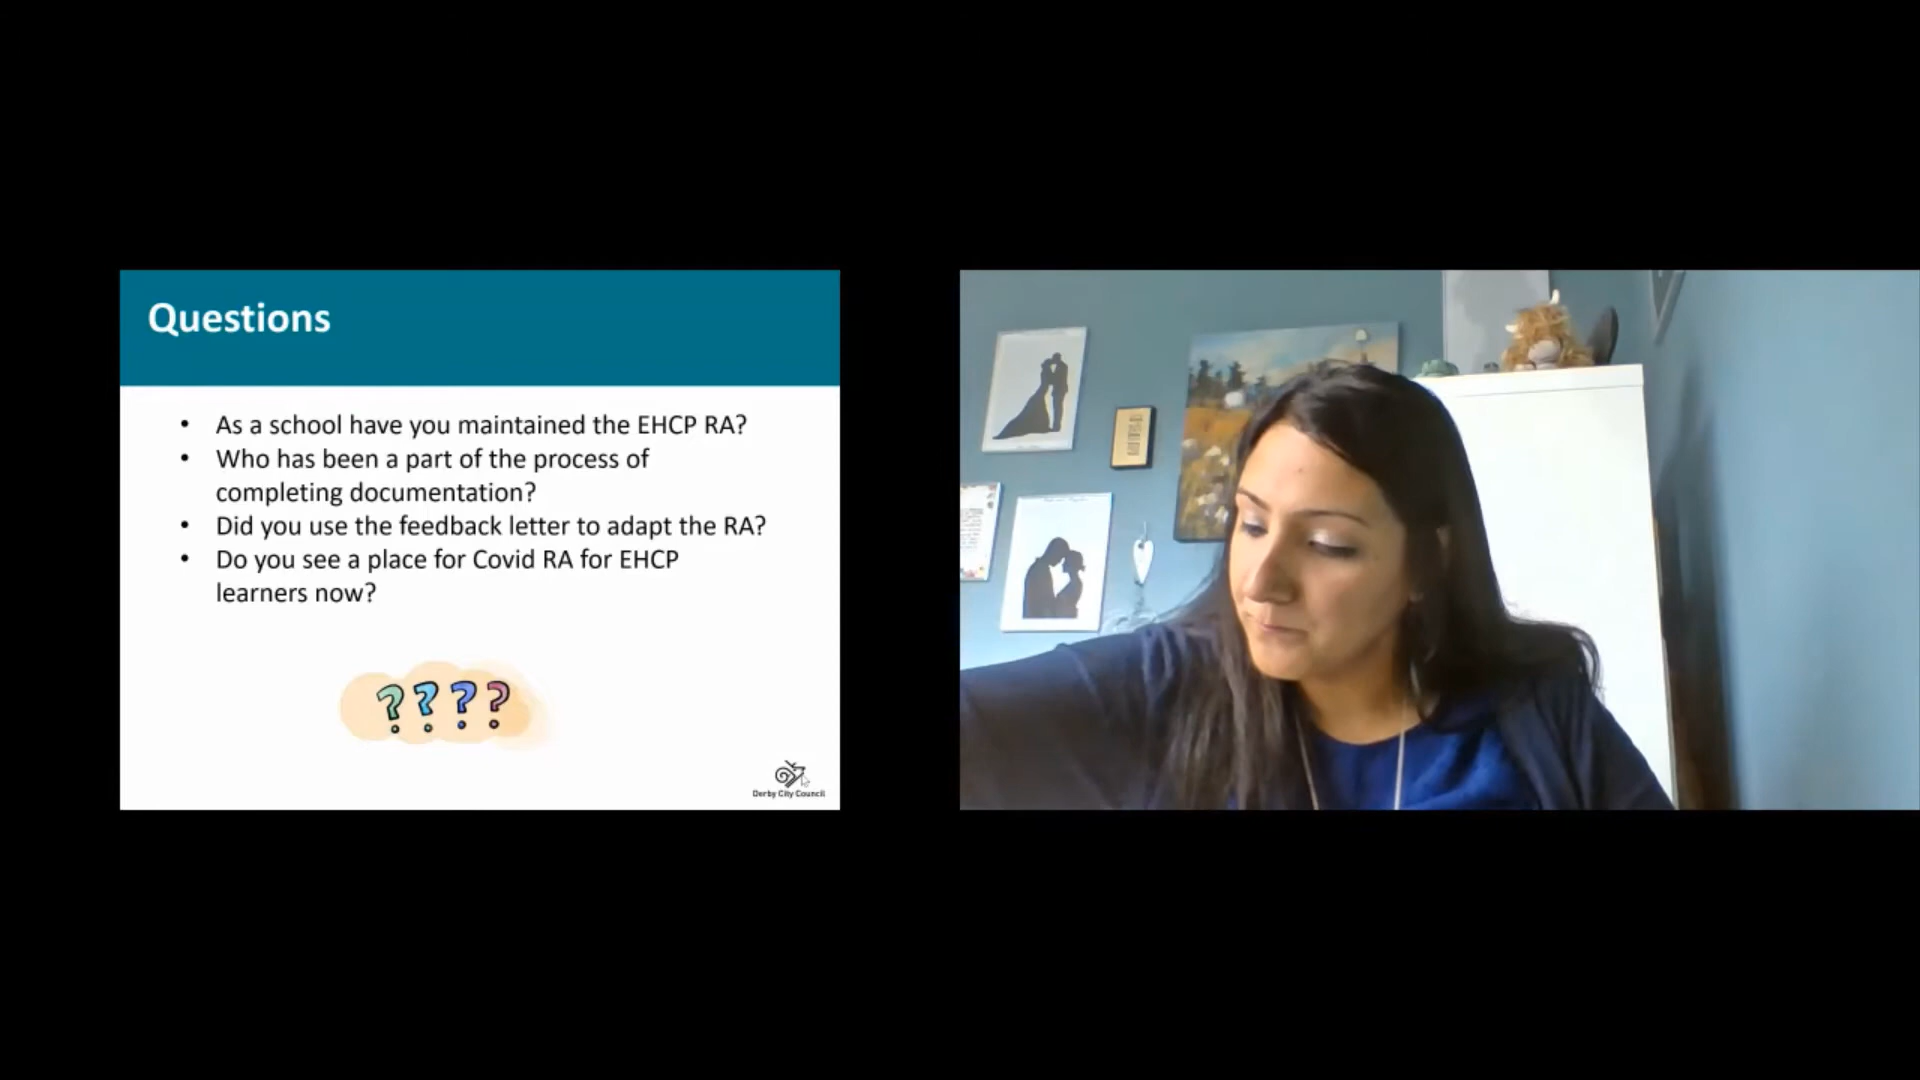 Questions
• As a school have you maintained the EHCP RA?
• Who has been a part of the process of
completing documentation?
• Did you use the feedback letter to adapt the RA?
• Do you see a place for Covid RA for EHCP
learners now?
????
Derby City Council